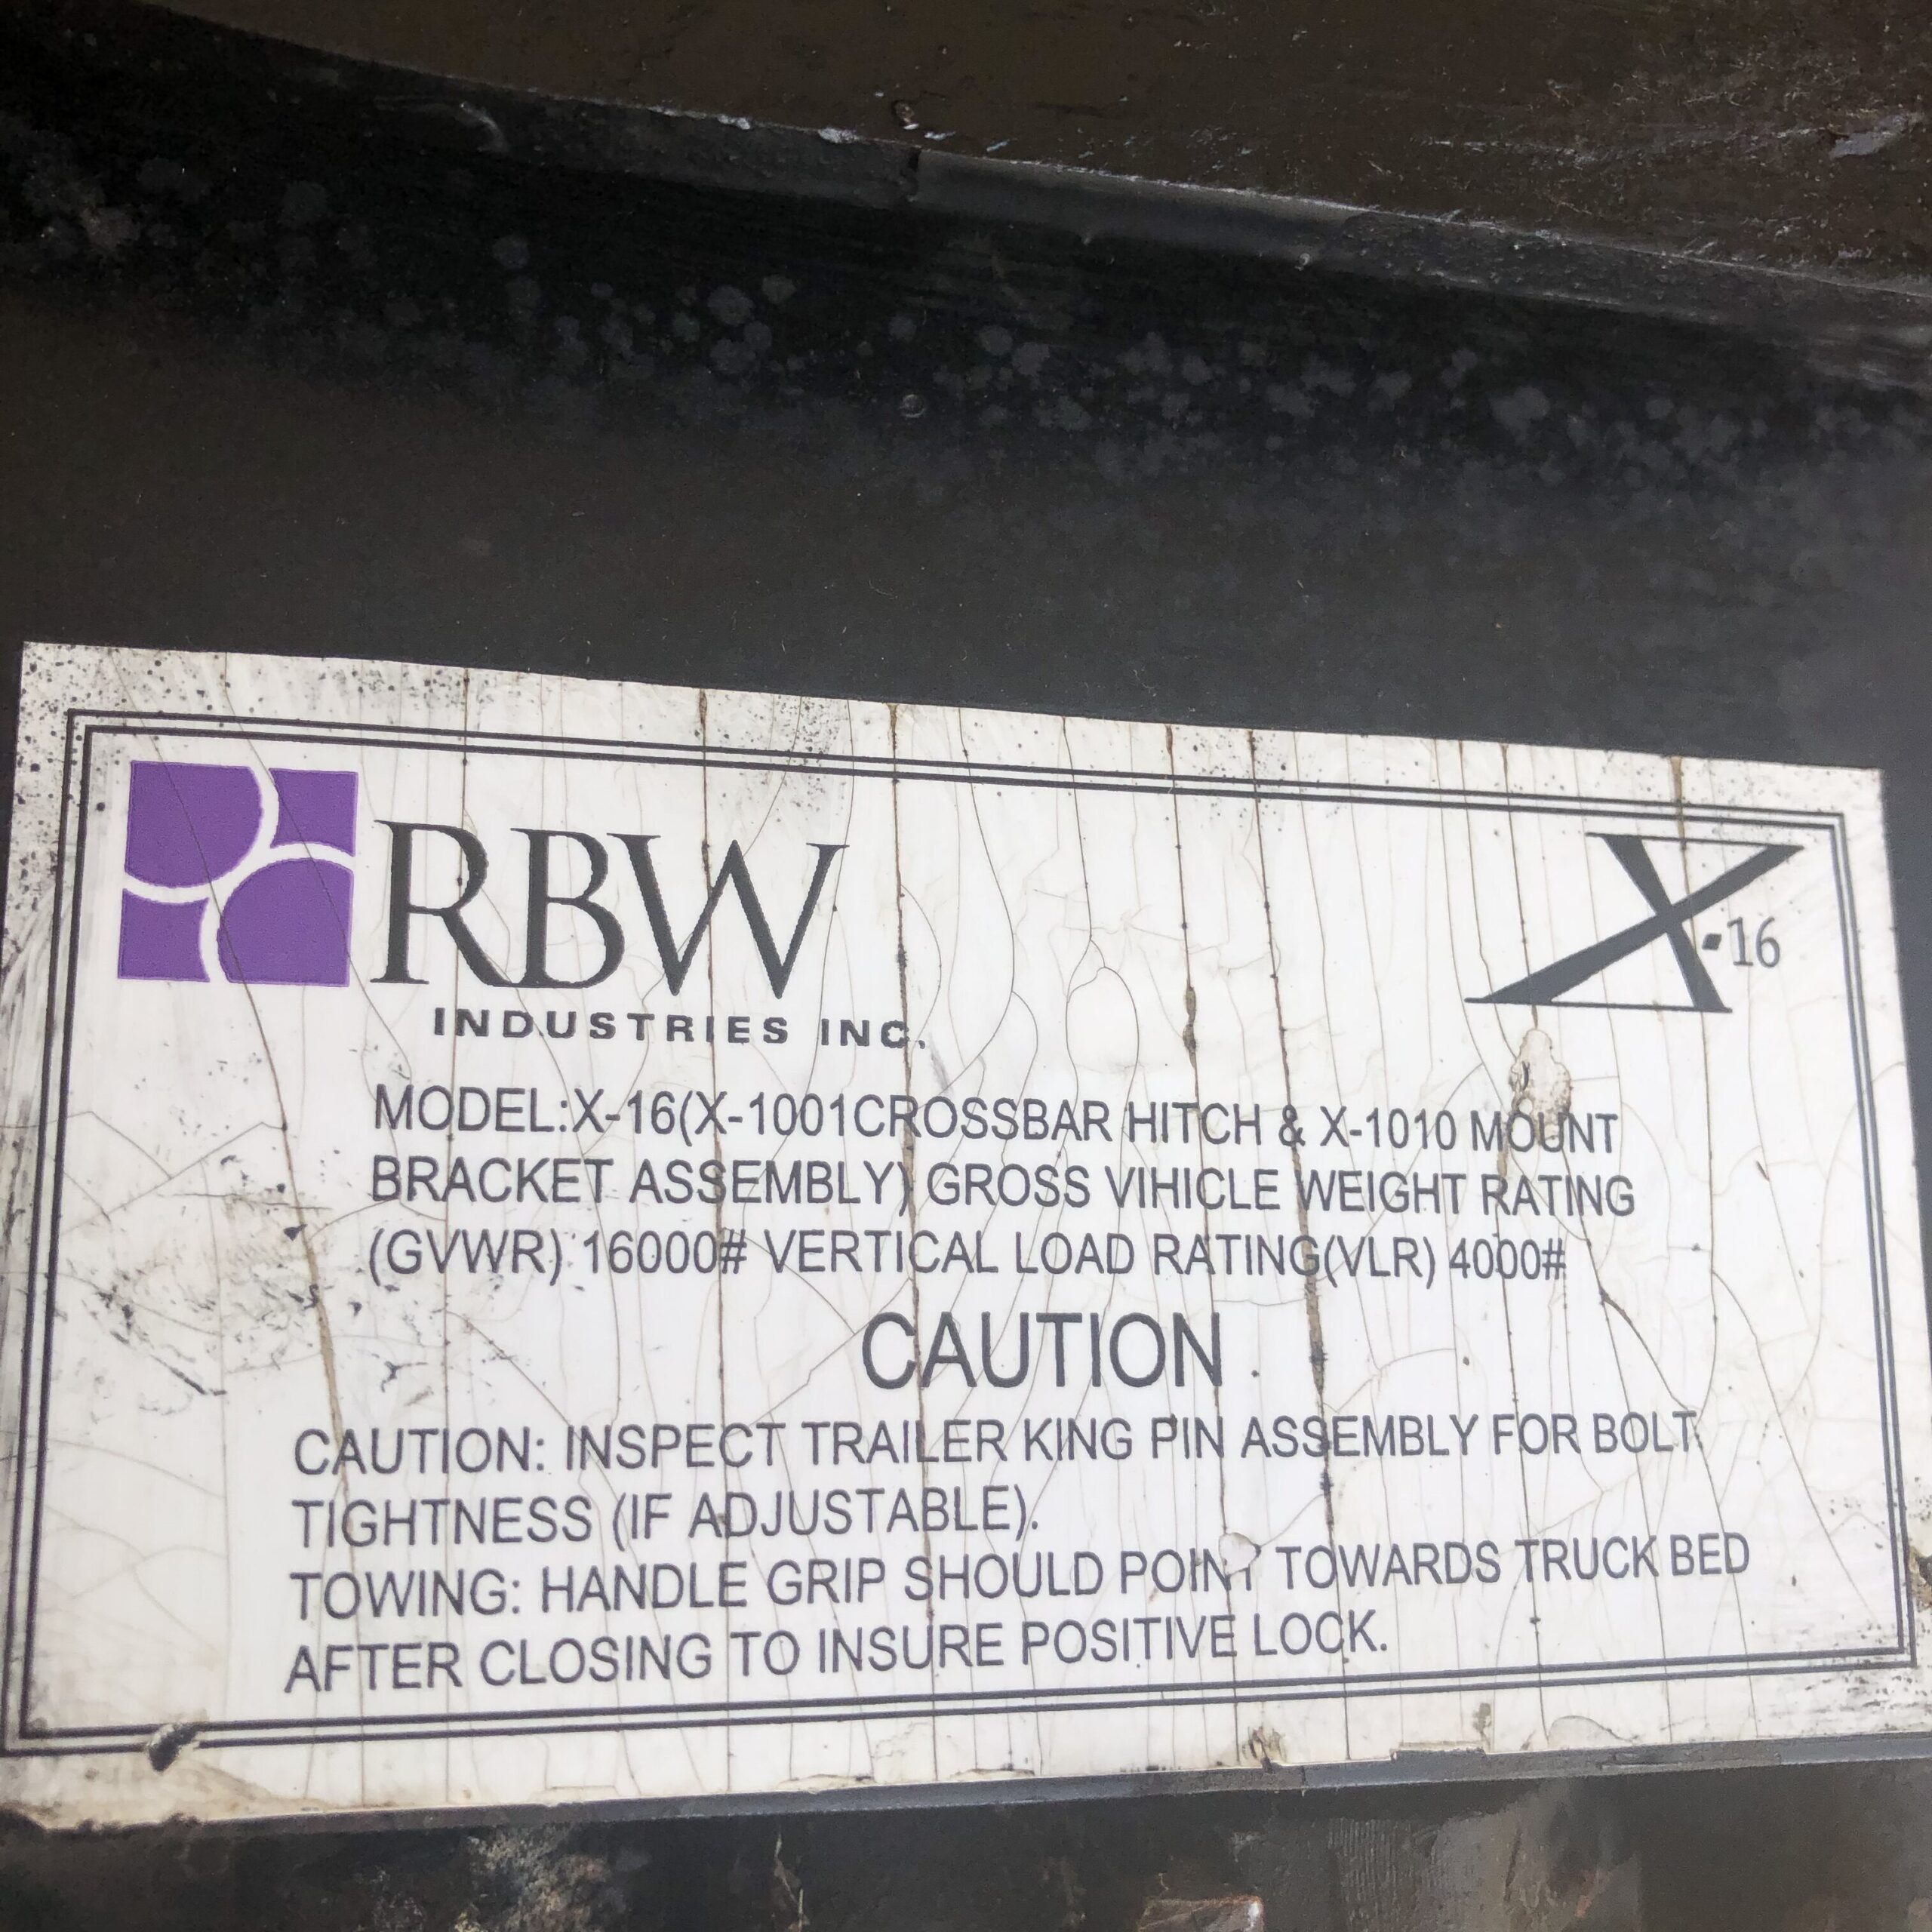 RBW
INDUSTRIES INC.
X-16
MODEL:X-16(X-1001CROSSBAR HITCH & X-1010 MOUNT
BRACKET ASSEMBLY) GROSS VIHICLE WEIGHT RATING
(GVWR) 16000# VERTICAL LOAD RATING(VLR) 4000#
CAUTION
CAUTION: INSPECT TRAILER KING PIN ASSEMBLY FOR BOLT
TIGHTNESS (IF ADJUSTABLE).
TOWING: HANDLE GRIP SHOULD POINT TOWARDS TRUCK BED
AFTER CLOSING TO INSURE POSITIVE LOCK.